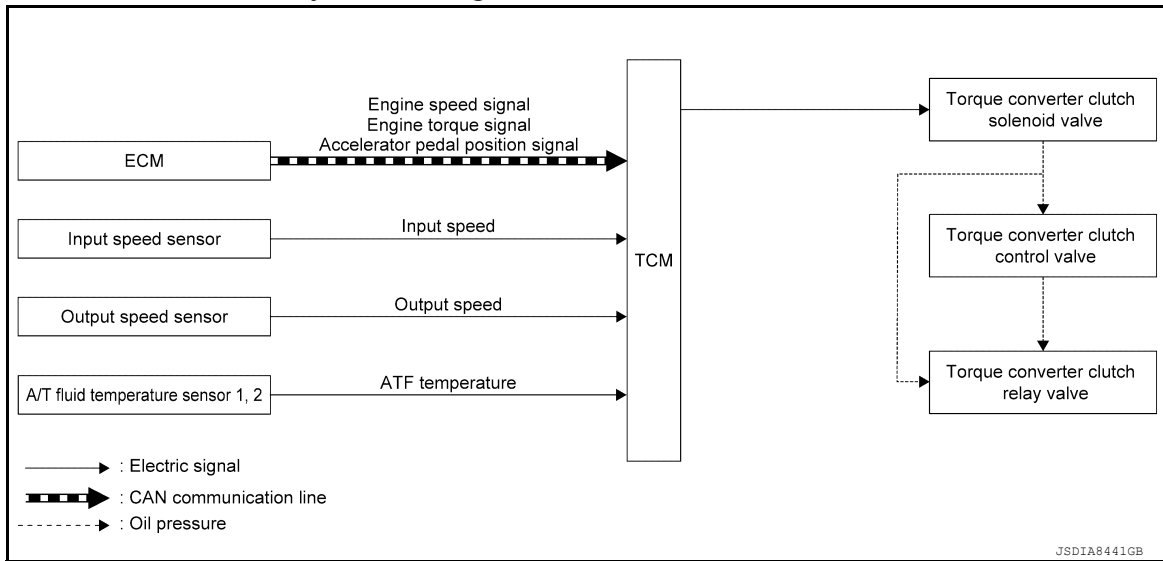 Engine speed signal
Engine torque signal
Accelerator pedal position signal
ECM
Input speed sensor
Input speed
Output speed sensor
Output speed
A/T fluid temperature sensor 1, 2
ATF temperature
TCM
Torque converter clutch
solenoid valve
Torque converter clutch
control valve
Torque converter clutch
relay valve
: Electric signal
: CAN communication line
: Oil pressure
JSDIA8441GB